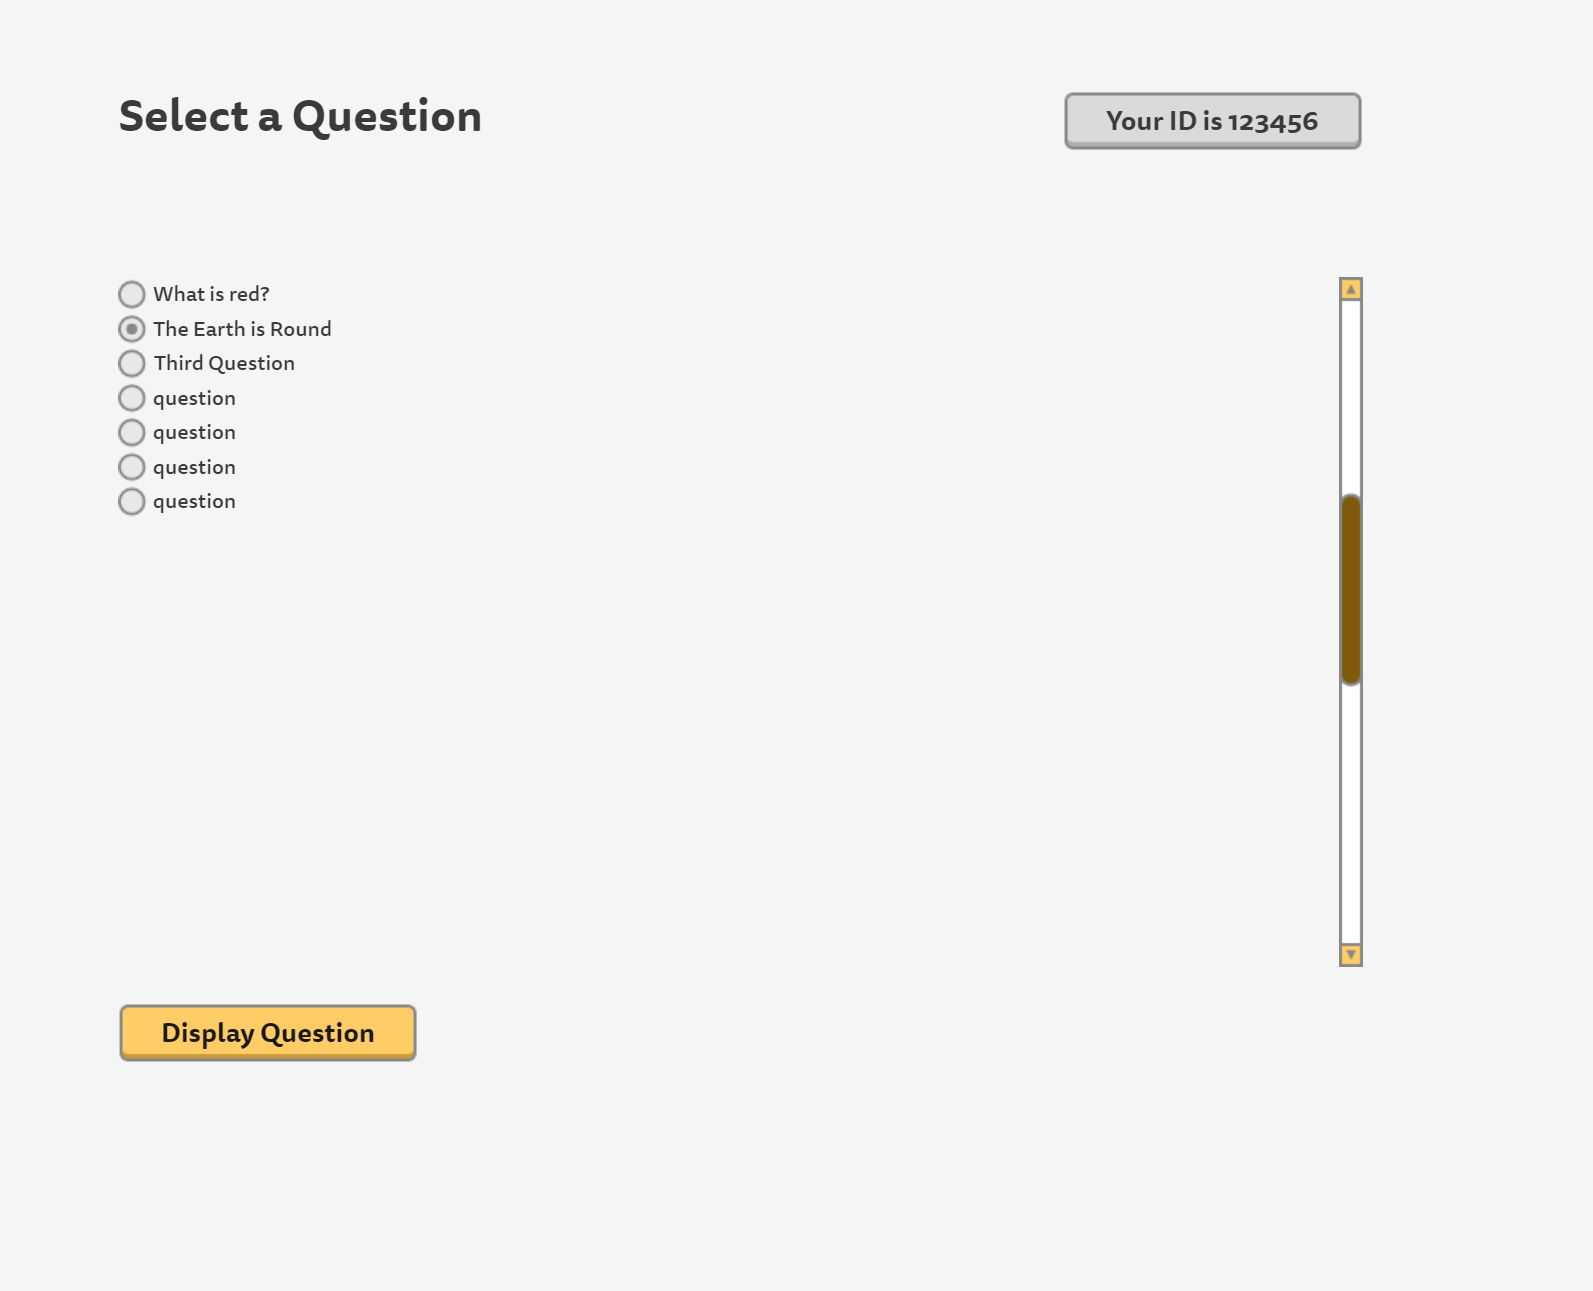 Select a Question
Your ID is 123456
What is red?
The Earth is Round
Third Question
question
question
question
question
Display Question